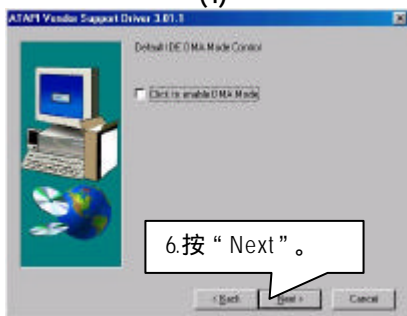 (4)
ATAPI Vendor Support Driver 3.01.1
Default IDE DMA Mode Control
Click to enable DMA Mode
6.按“Next”。
< Back
Next >
Cancel